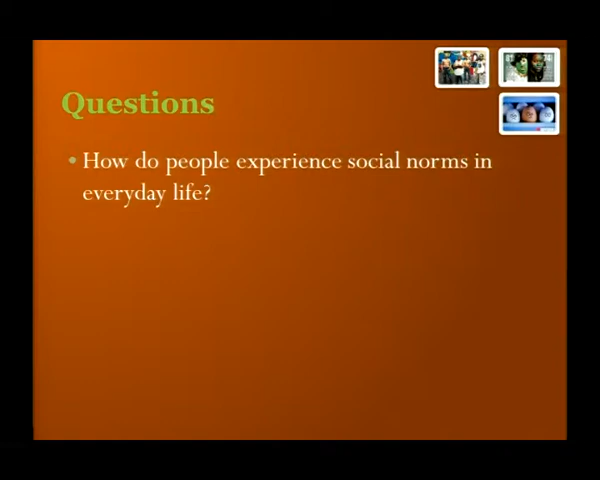 Questions
• How do people experience social norms in
everyday life?